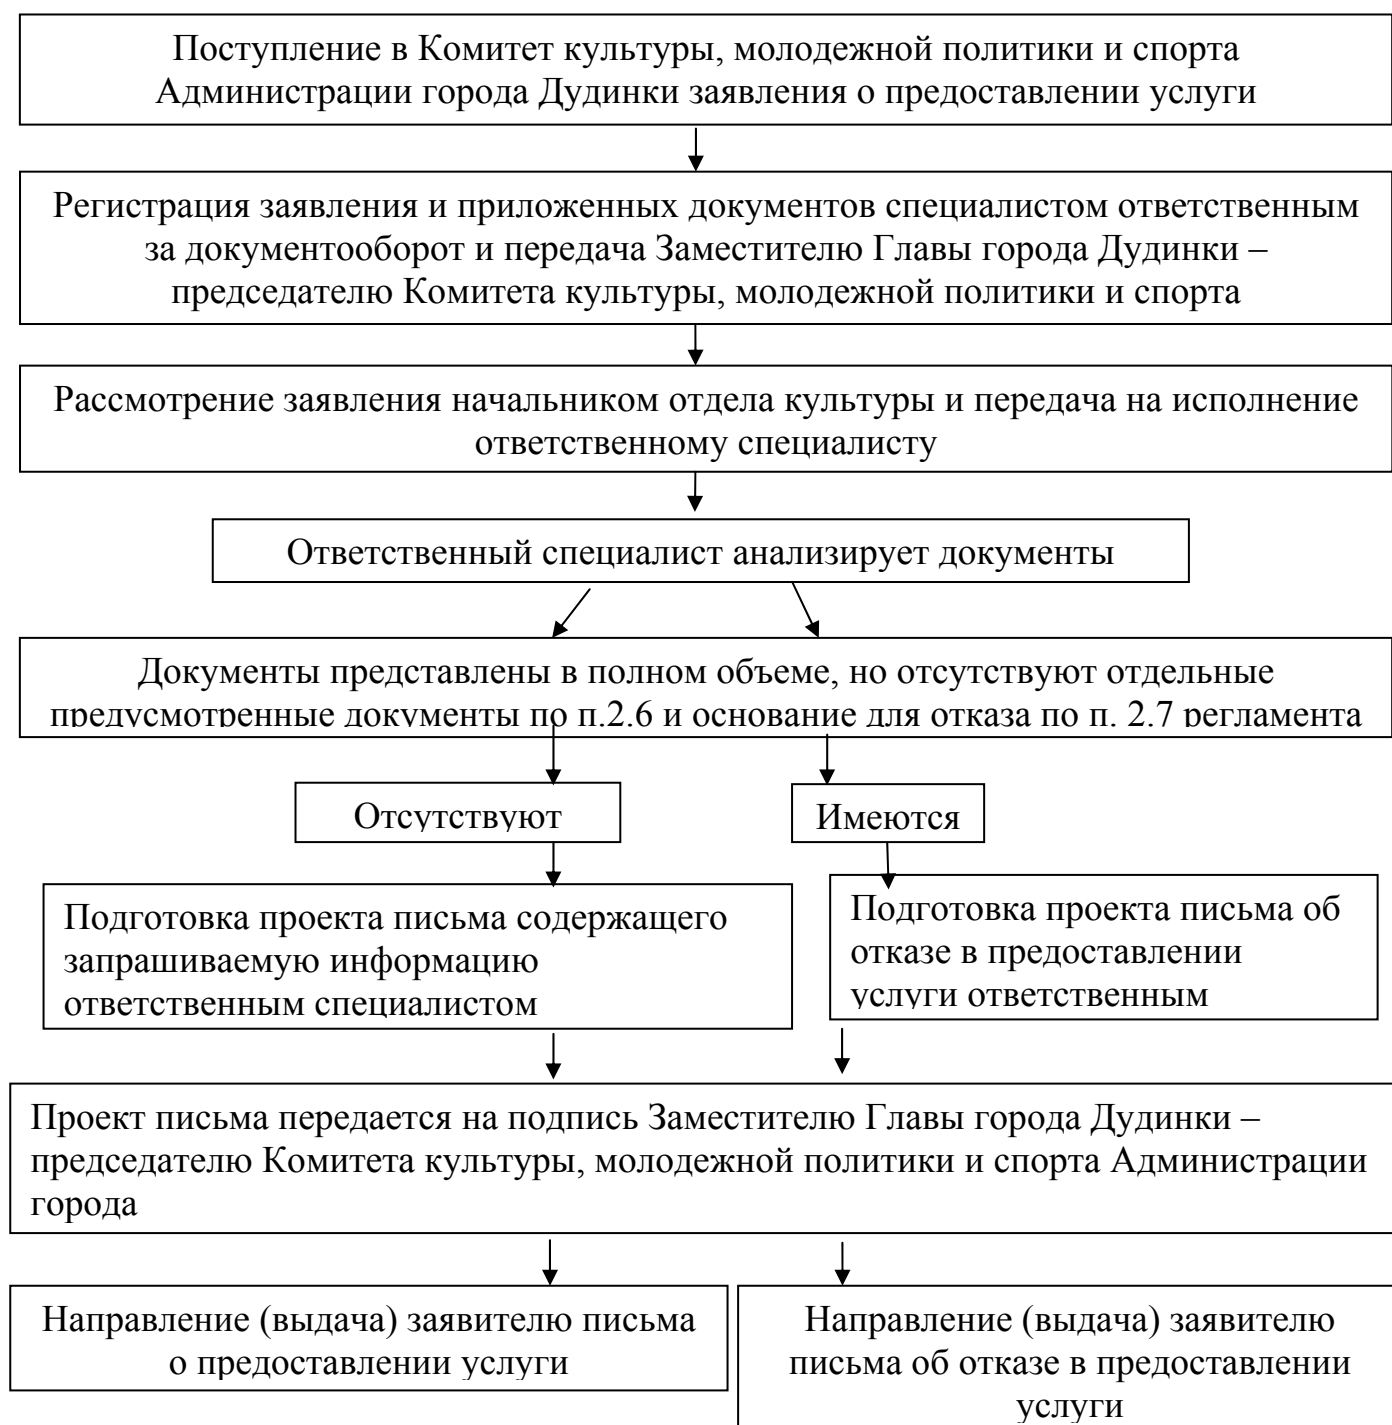 Поступление в Комитет культуры, молодежной политики и спорта
Администрации города Дудинки заявления о предоставлении услуги
Регистрация заявления и приложенных документов специалистом ответственным
за документооборот и передача Заместителю Главы города Дудинки –
председателю Комитета культуры, молодежной политики и спорта
Рассмотрение заявления начальником отдела культуры и передача на исполнение
ответственному специалисту
Ответственный специалист анализирует документы
Документы представлены в полном объеме, но отсутствуют отдельные
предусмотренные документы по п.2.6 и основание для отказа по п. 2.7 регламента
Отсутствуют
Имеются
Подготовка проекта письма содержащего
запрашиваемую информацию
ответственным специалистом
Подготовка проекта письма об
отказе в предоставлении
услуги ответственным
Проект письма передается на подпись Заместителю Главы города Дудинки –
председателю Комитета культуры, молодежной политики и спорта Администрации
города
Направление (выдача) заявителю письма
о предоставлении услуги
Направление (выдача) заявителю
письма об отказе в предоставлении
услуги